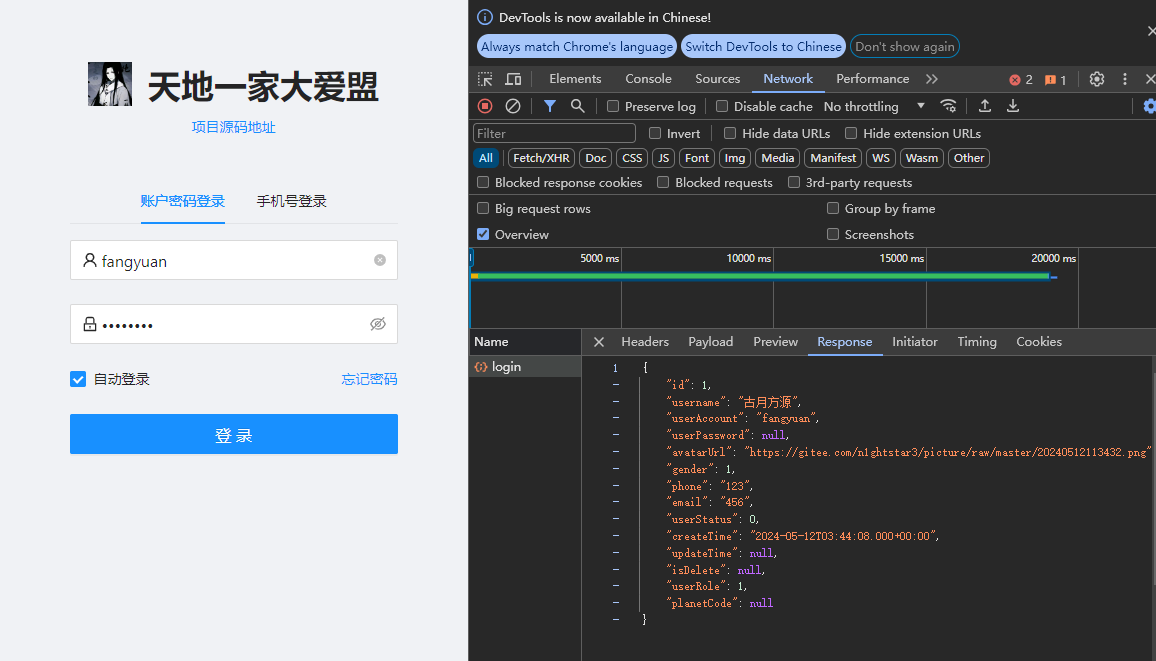 天地一家大爱盟
项目源码地址
账户密码登录 手机号登录
fangyuan
••••••••
自动登录 忘记密码
登 录
DevTools is now available in Chinese!
Always match Chrome's language Switch DevTools to Chinese Don't show again
Elements Console Sources Network Performance 2 1
Preserve log Disable cache No throttling
Filter Invert Hide data URLs Hide extension URLs
All Fetch/XHR Doc CSS JS Font Img Media Manifest WS Wasm Other
Blocked response cookies Blocked requests 3rd-party requests
Big request rows Group by frame
Overview Screenshots
5000 ms 10000 ms 15000 ms 20000 ms
Name Headers Payload Preview Response Initiator Timing Cookies
login
1 {
- "id": 1,
- "username": "古月方源",
- "userAccount": "fangyuan",
- "userPassword": null,
- "avatarUrl": "https://gitee.com/n1ghtstar3/picture/raw/master/20240512113432.png"
- "gender": 1,
- "phone": "123",
- "email": "456",
- "userStatus": 0,
- "createTime": "2024-05-12T03:44:08.000+00:00",
- "updateTime": null,
- "isDelete": null,
- "userRole": 1,
- "planetCode": null
- }